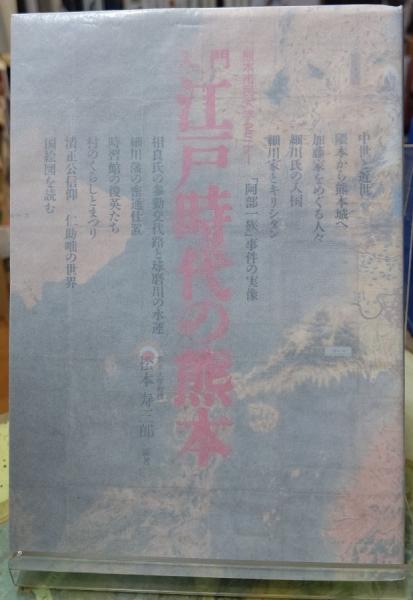 中世と近世
隈本から熊本城へ
加藤家をめぐる人々
細川氏の入国
細川家とキリシタン
「阿部一族」事件の実像
熊本市民大学セミナー
入門
江戸時代の熊本
相良氏の参勤交代路と球磨川の水運
細川藩の座通仕置
時習館の俊英たち
村のくらしとまつり
清正公信仰 仁助咄の世界
国絵図を読む
松本寿三郎